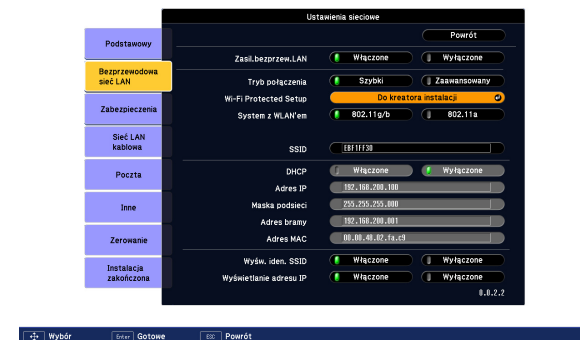 Ustawienia sieciowe
Powrót
Podstawowy
Bezprzewodowa
sieć LAN
Zabezpieczenia
Sieć LAN
kablowa
Poczta
Inne
Zerowanie
Instalacja
zakończona
Zasil.bezprzew.LAN Włączone Wyłączone
Tryb połączenia Szybki Zaawansowany
Wi-Fi Protected Setup Do kreatora instalacji
System z WLAN'em 802.11g/b 802.11a
SSID EBF1FF30
DHCP Włączone Wyłączone
Adres IP 192.168.200.100
Maska podsieci 255.255.255.000
Adres bramy 192.168.200.001
Adres MAC 00.00.48.02.fa.c9
Wyśw. iden. SSID Włączone Wyłączone
Wyświetlanie adresu IP Włączone Wyłączone
0.0.2.2
Wybór Enter Gotowe ESC Powrót